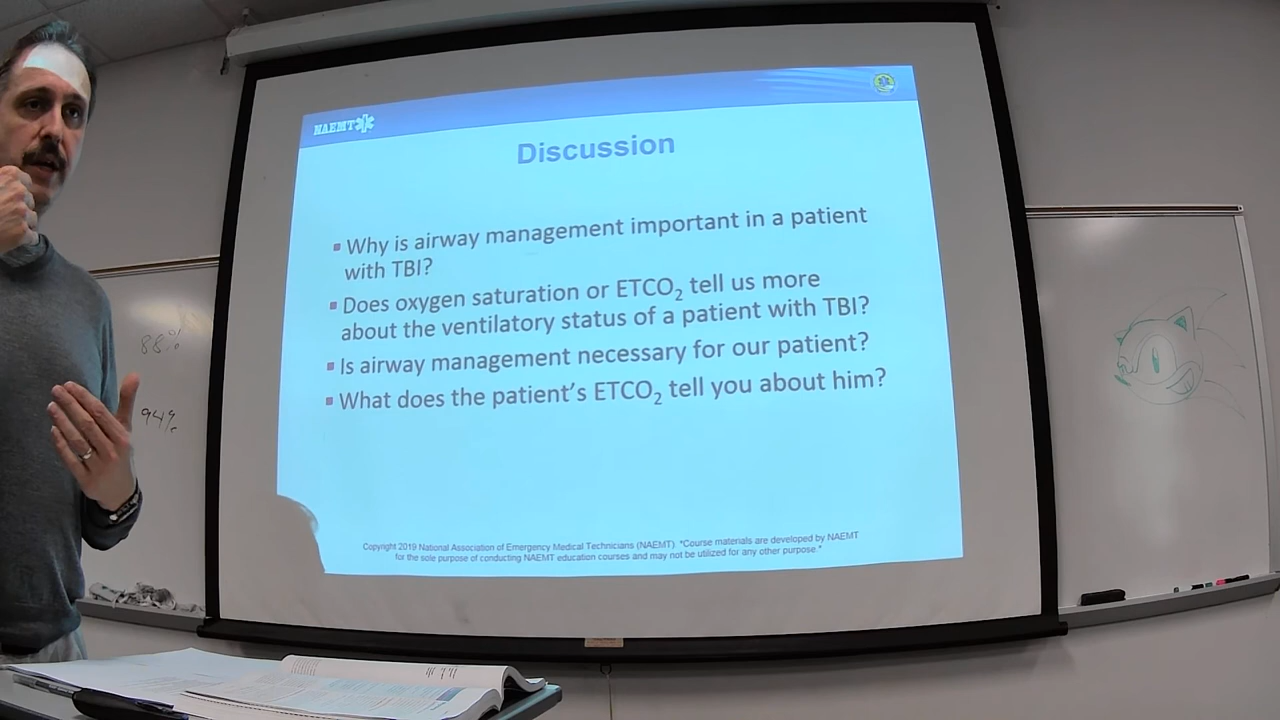 NAEMT
Discussion
Why is airway management important in a patient
with TBI?
Does oxygen saturation or ETCO₂ tell us more
about the ventilatory status of a patient with TBI?
Is airway management necessary for our patient?
What does the patient's ETCO₂ tell you about him?
Copyright 2019 National Association of Emergency Medical Technicians (NAEMT) "Course materials are developed by NAEMT
for the sole purpose of conducting NAEMT education courses and may not be utilized for any other purpose."
88%
94%